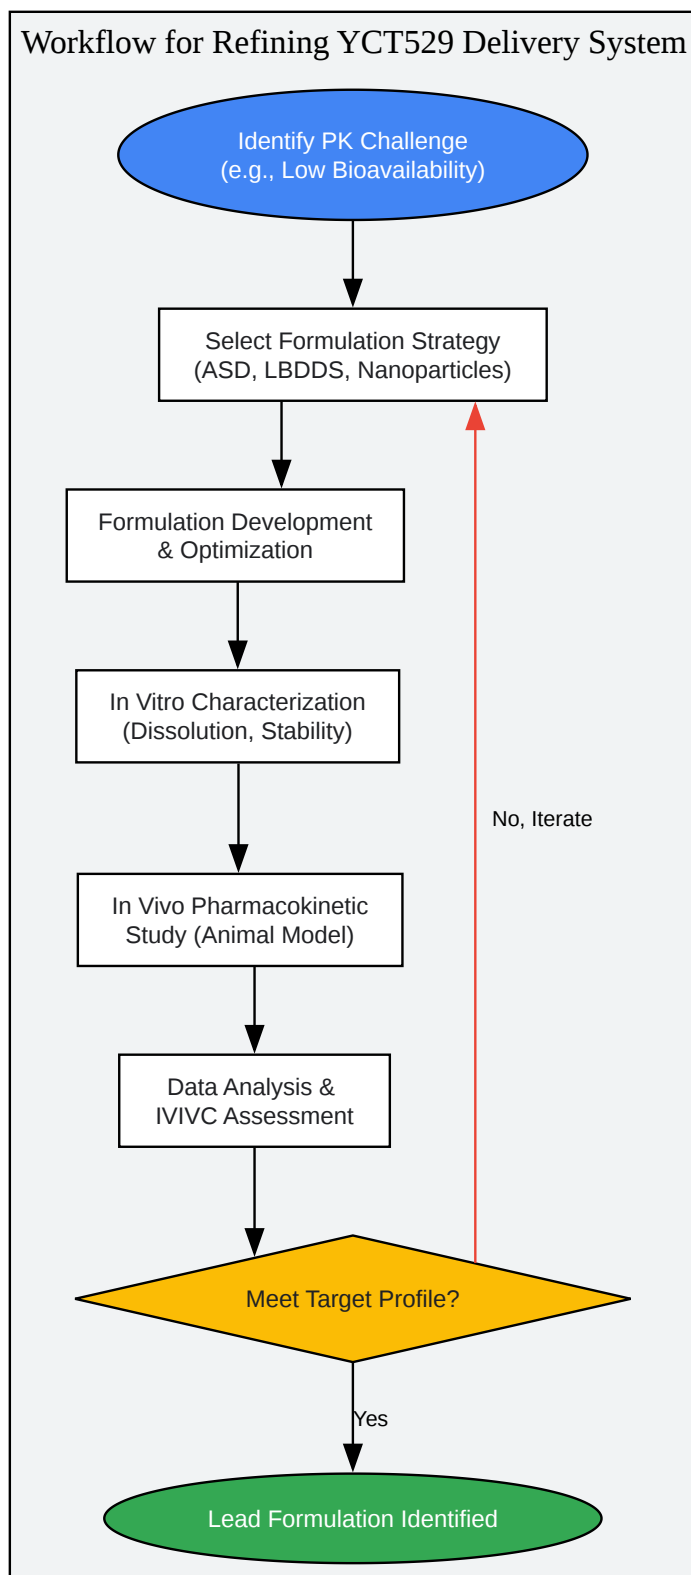 Workflow for Refining YCT529 Delivery System
Identify PK Challenge
(e.g., Low Bioavailability)
Select Formulation Strategy
(ASD, LBDDS, Nanoparticles)
Formulation Development
& Optimization
In Vitro Characterization
(Dissolution, Stability)
No, Iterate
In Vivo Pharmacokinetic
Study (Animal Model)
Data Analysis &
IVIVC Assessment
Meet Target Profile?
Yes
Lead Formulation Identified